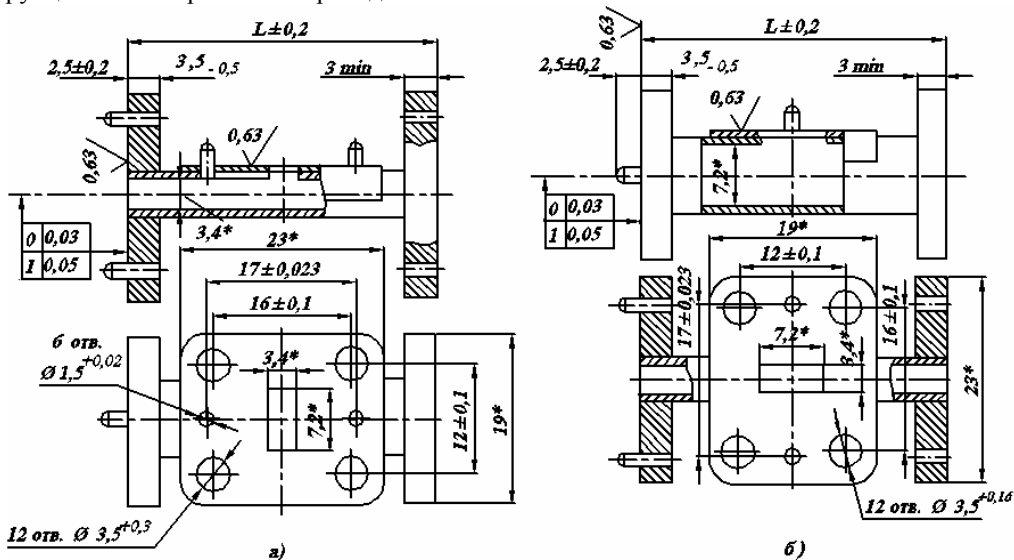 L±0,2
2,5±0,2
3,5-0,5
3 min
0,63
0,63
0 0,03
I 0,05
3,4*
23*
17±0,023
16±0,1
6 отв.
Ø1,5+0,02
3,4*
7,2*
12±0,1
19*
12 отв. Ø 3,5+0,3
а)
0,63
L±0,2
2,5±0,2
3,5-0,5
3 min
0,63
7,2*
0 0,03
1 0,05
19*
12±0,1
17±0,023
7,2*
3,4*
16±0,1
23*
12 отв. Ø 3,5+0,16
б)